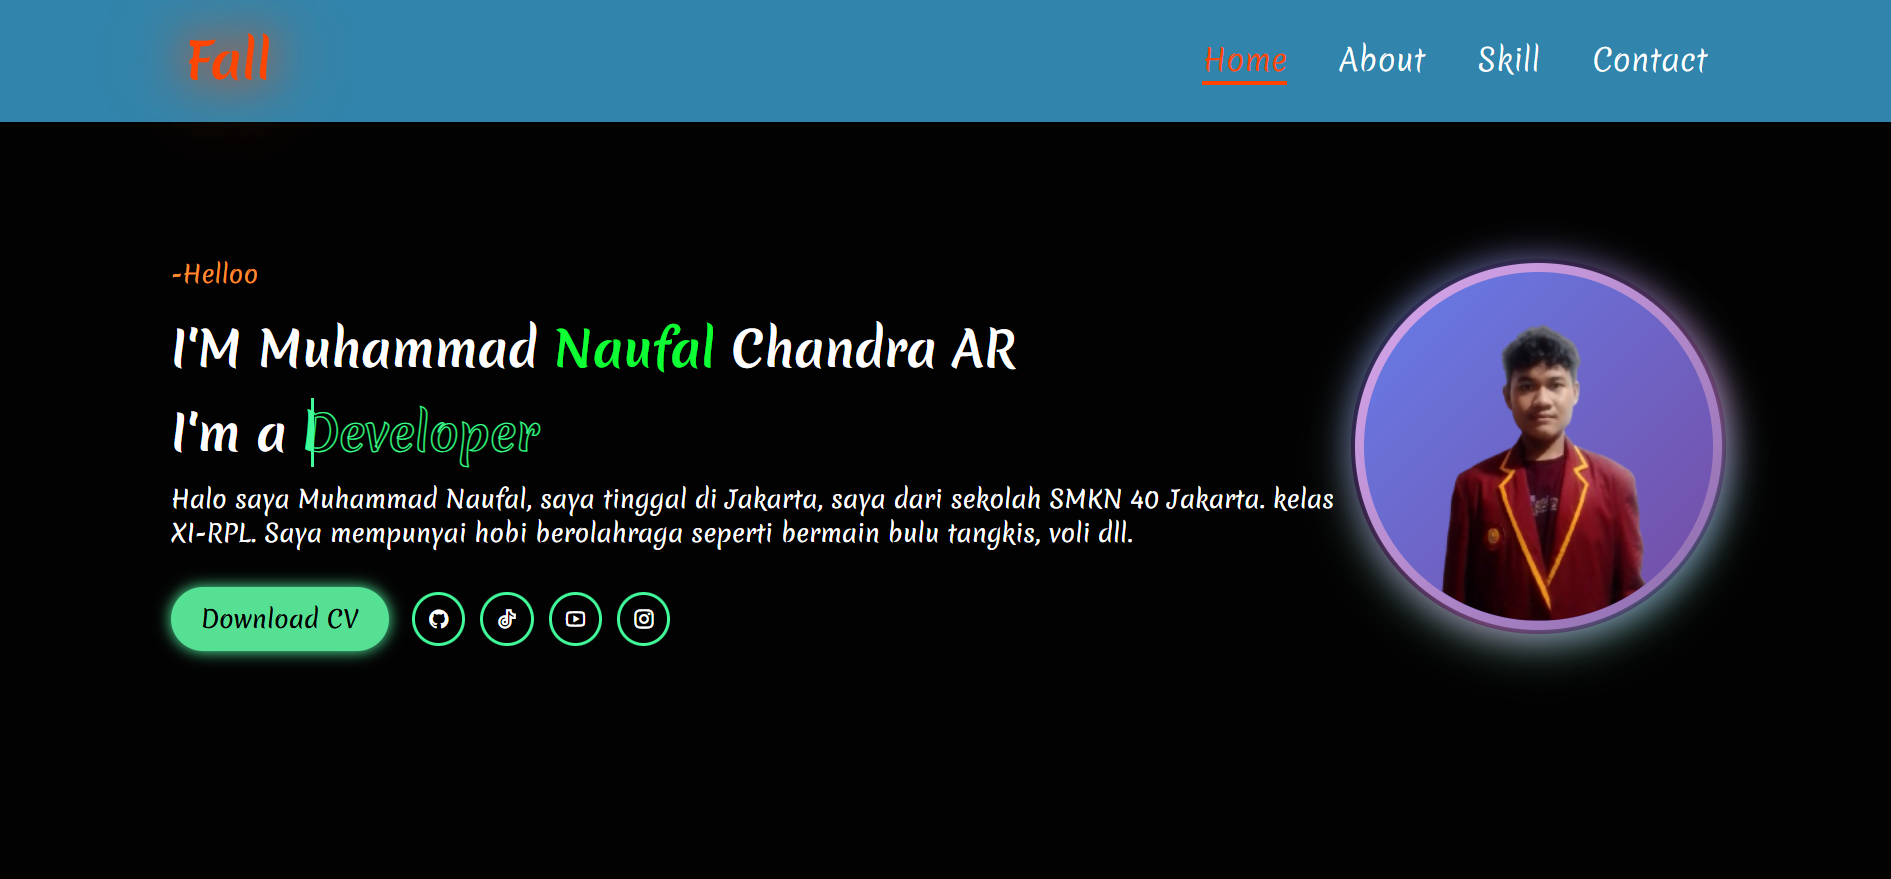 Fall
Home About Skill Contact
-Helloo
I'M Muhammad Naufal Chandra AR
I'm a Developer
Halo saya Muhammad Naufal, saya tinggal di Jakarta, saya dari sekolah SMKN 40 Jakarta. kelas
XI-RPL. Saya mempunyai hobi berolahraga seperti bermain bulu tangkis, voli dll.
Download CV